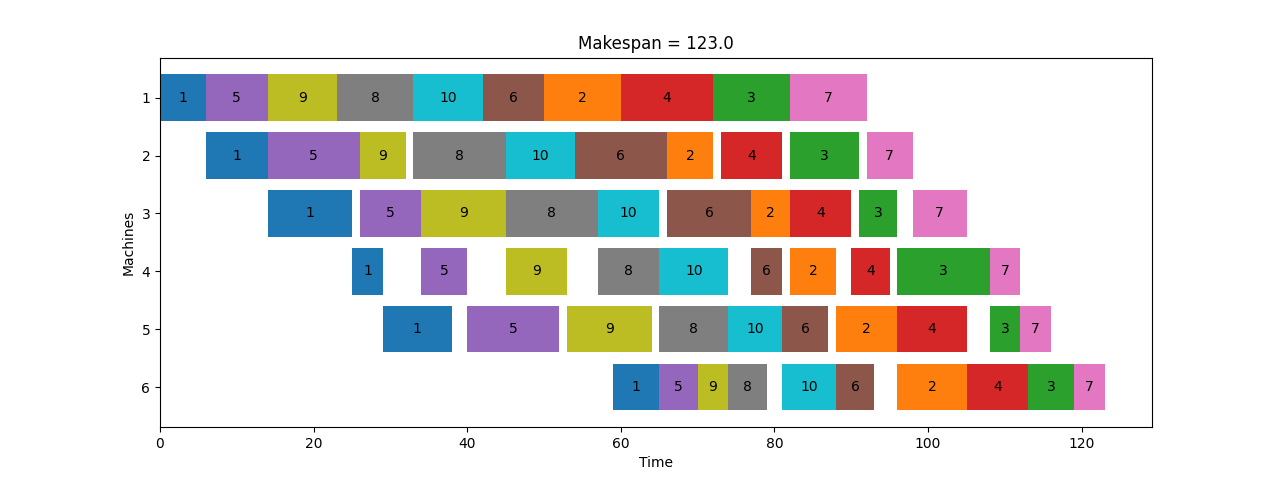 Makespan = 123.0
1 1 5 9 8 10 6 2 4 3 7
2 1 5 9 8 10 6 2 4 3 7
3 1 5 9 8 10 6 2 4 3 7
4 1 5 9 8 10 6 2 4 3 7
5 1 5 9 8 10 6 2 4 3 7
6 1 5 9 8 10 6 2 4 3 7
Machines
0 20 40 60 80 100 120
Time